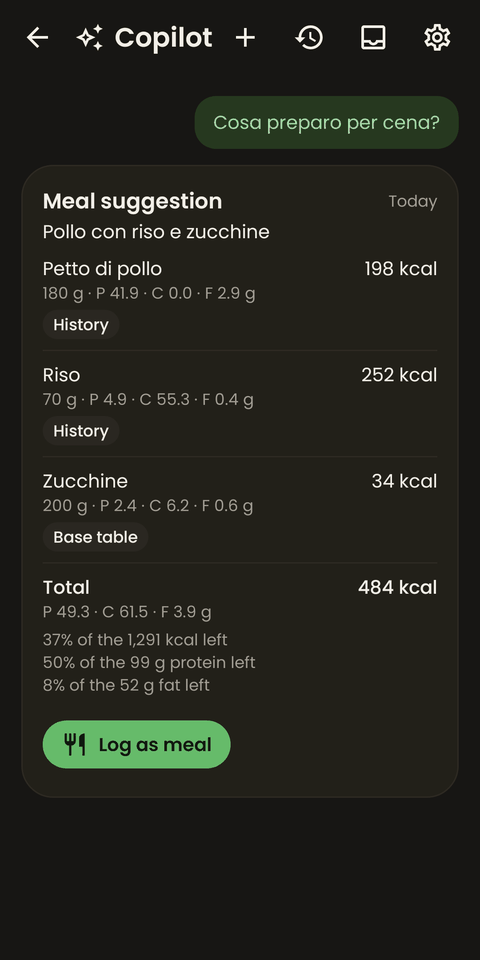 Copilot
Cosa preparo per cena?
Meal suggestion
Today
Pollo con riso e zucchine
Petto di pollo
198 kcal
180 g · P 41.9 · C 0.0 · F 2.9 g
History
Riso
252 kcal
70 g · P 4.9 · C 55.3 · F 0.4 g
History
Zucchine
34 kcal
200 g · P 2.4 · C 6.2 · F 0.6 g
Base table
Total
484 kcal
P 49.3 · C 61.5 · F 3.9 g
37% of the 1,291 kcal left
50% of the 99 g protein left
8% of the 52 g fat left
Log as meal